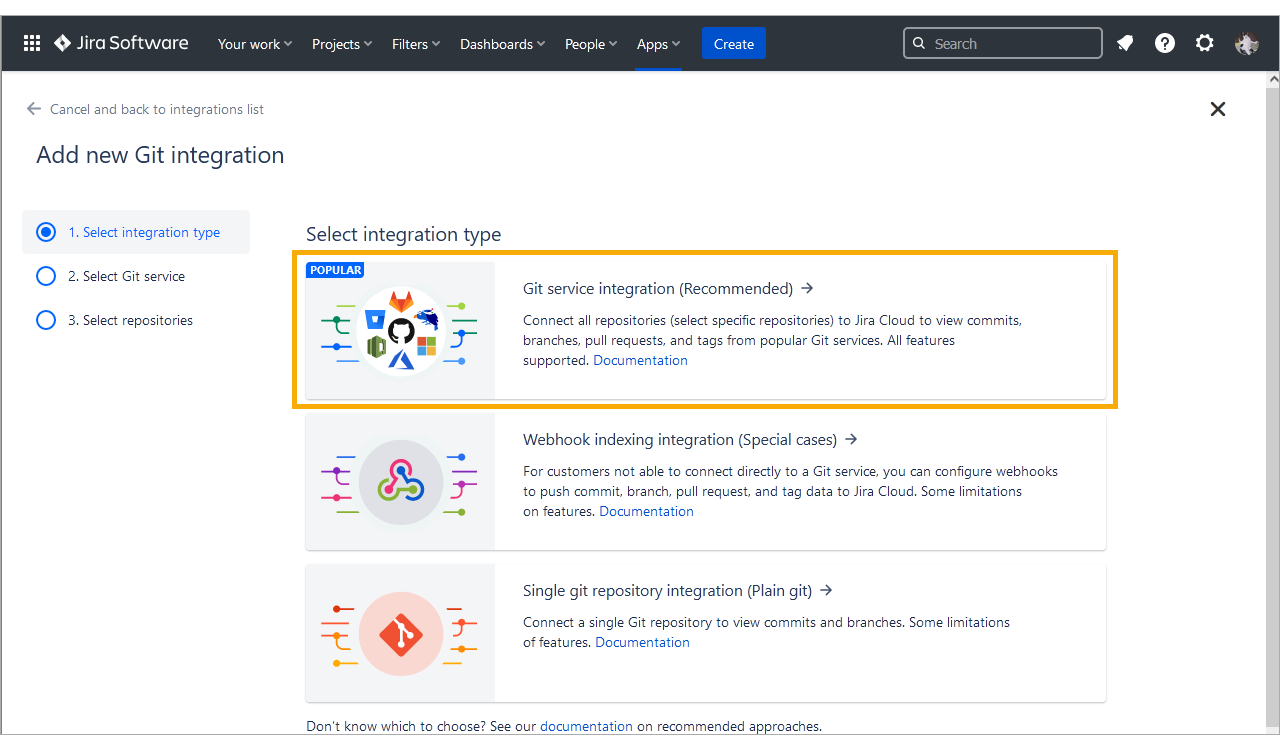 Jira Software
Your work
Projects
Filters
Dashboards
People
Apps
Create
Search
Cancel and back to integrations list
Add new Git integration
1. Select integration type
2. Select Git service
3. Select repositories
Select integration type
POPULAR
Git service integration (Recommended) →
Connect all repositories (select specific repositories) to Jira Cloud to view commits,
branches, pull requests, and tags from popular Git services. All features
supported. Documentation
Webhook indexing integration (Special cases) →
For customers not able to connect directly to a Git service, you can configure webhooks
to push commit, branch, pull request, and tag data to Jira Cloud. Some limitations
on features. Documentation
Single git repository integration (Plain git) →
Connect a single Git repository to view commits and branches. Some limitations
of features. Documentation
Don't know which to choose? See our documentation on recommended approaches.